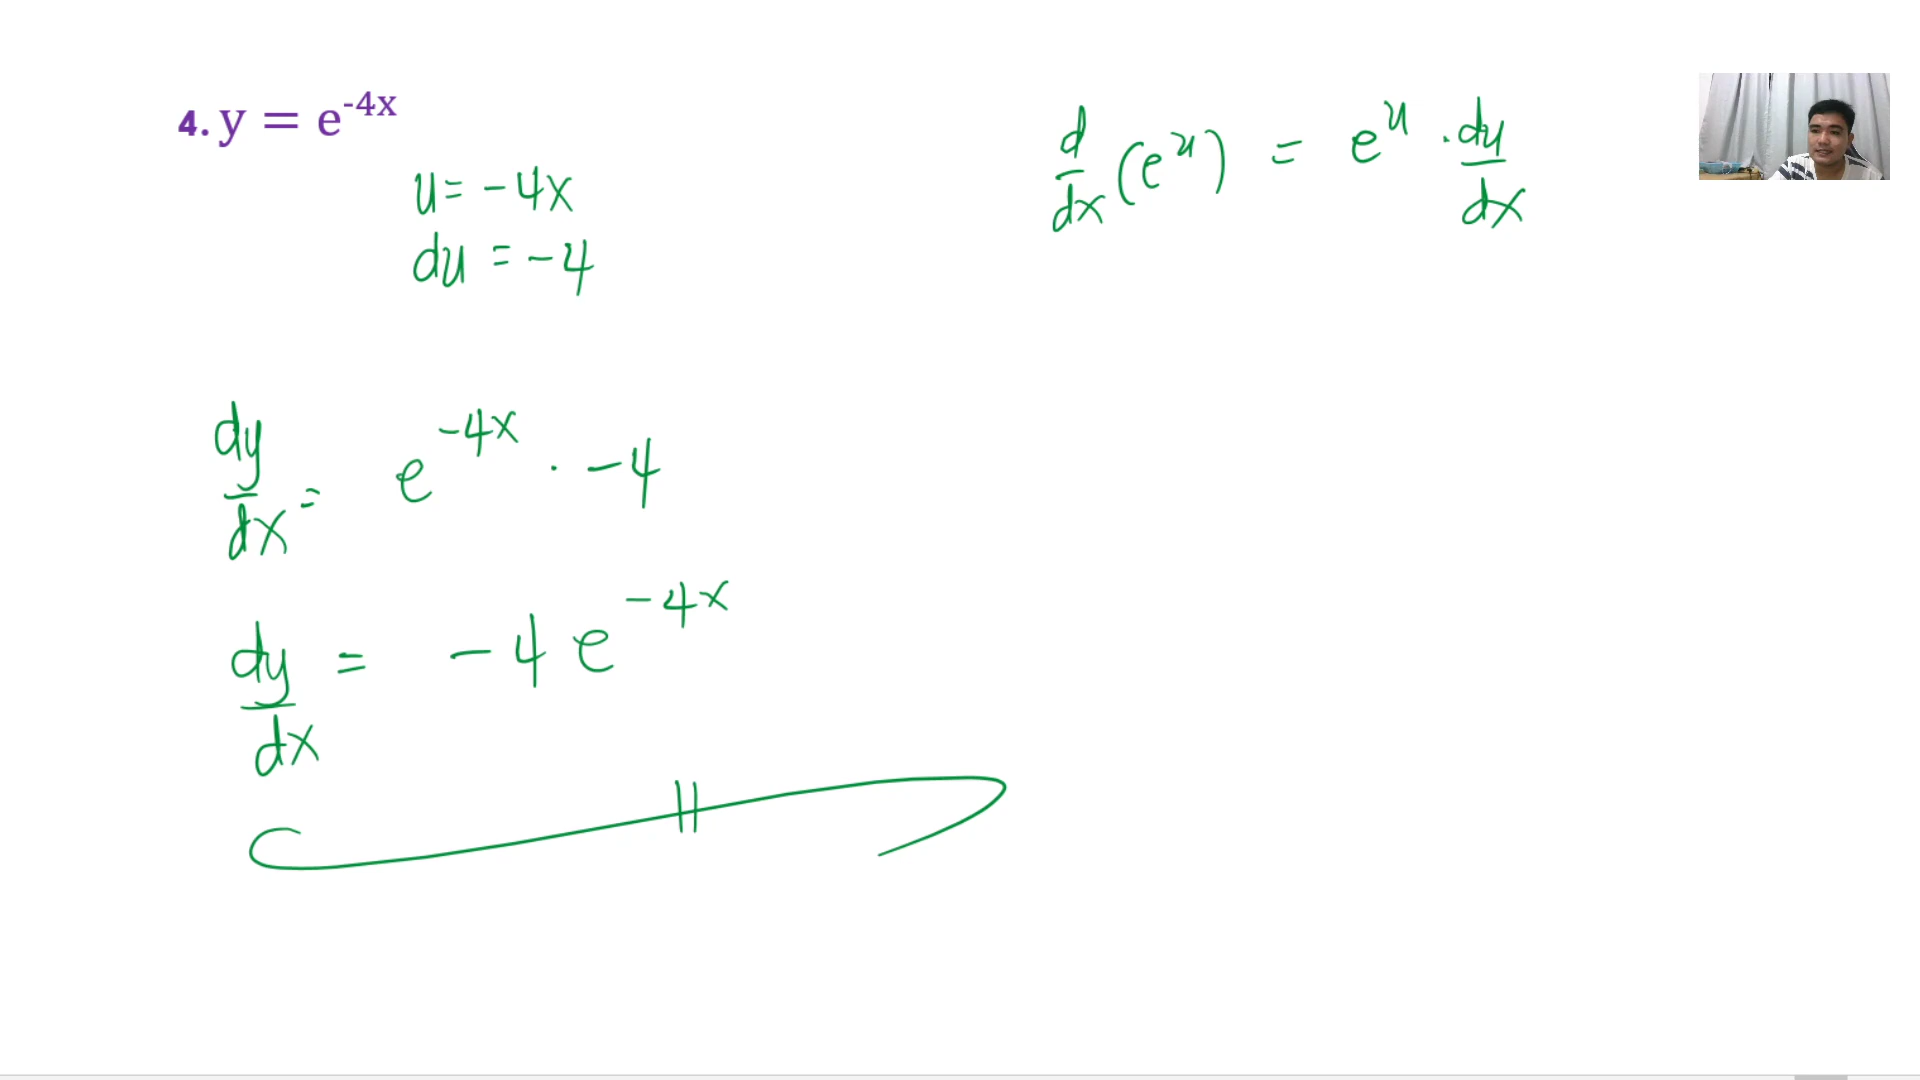 4. y = e^-4x
u = -4x
du = -4
d/dx (e^u) = e^u · du/dx
dy/dx = e^-4x · -4
dy/dx = -4e^-4x